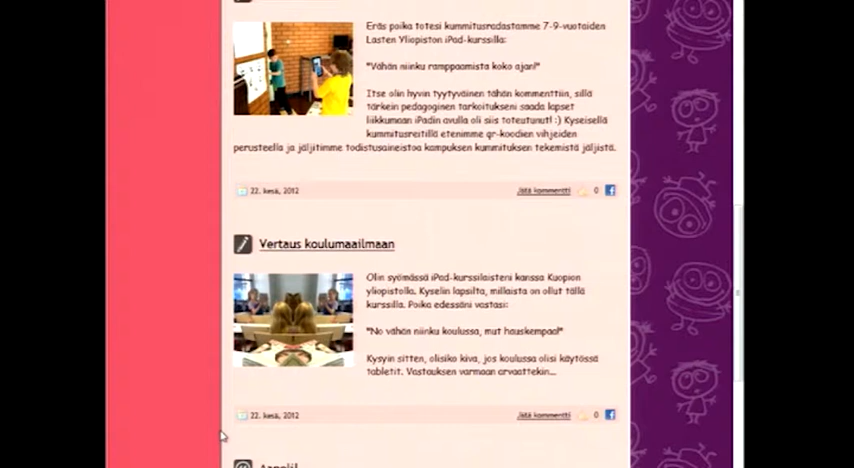 Eräs poika totesi kummitusradastamme 7-9-vuotaiden
Lasten Yliopiston iPad-kurssilla:
"Vähän niinku ramppaamista koko ajan!"
Itse olin hyvin tyytyväinen tähän kommenttiin, sillä
tärkein pedagoginen tarkoitukseni saada lapset
liikkumaan iPadin avulla oli siis toteutunut! :) Kyseisellä
kummitusreitillä etenimme qr-koodien vihjeiden
perusteella ja jäljitimme todistusaineistoa kampuksen kummituksen tekemistä jäljistä.
22. kesä, 2012 Jätä kommentti 0
Vertaus koulumaailmaan
Olin syömässä iPad-kurssilaisteni kanssa Kuopion
yliopistolla. Kyselin lapsilta, millaista on ollut tällä
kurssilla. Poika edessäni vastasi:
"No vähän niinku koulussa, mut hauskempaa!"
Kysyin sitten, olisiko kiva, jos koulussa olisi käytössä
tabletit. Vastauksen varmaan arvaattekin...
22. kesä, 2012 Jätä kommentti 0